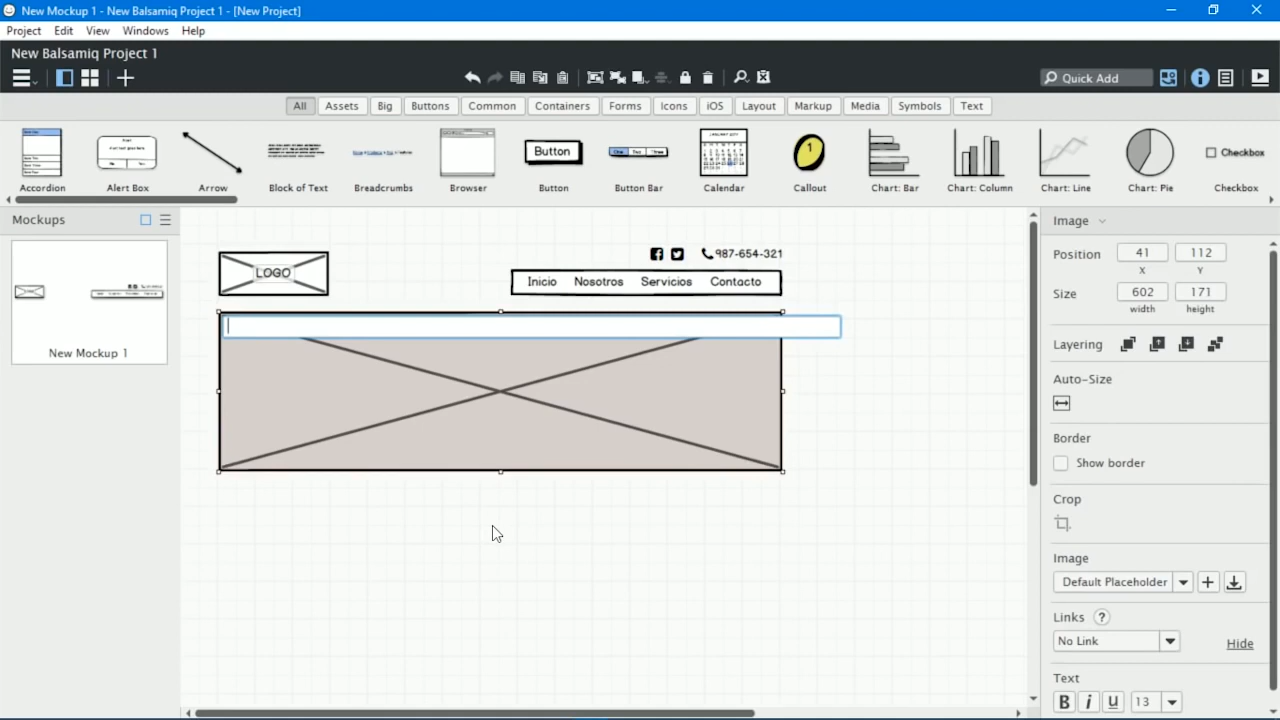 New Mockup 1 - New Balsamiq Project 1 - [New Project]
Project Edit View Windows Help
New Balsamiq Project 1
Quick Add
All Assets Big Buttons Common Containers Forms Icons iOS Layout Markup Media Symbols Text
Button
One Two Three
1
Checkbox
Accordion Alert Box Arrow Block of Text Breadcrumbs Browser Button Button Bar Calendar Callout Chart: Bar Chart: Column Chart: Line Chart: Pie Checkbox
Mockups
New Mockup 1
LOGO
987-654-321
Inicio Nosotros Servicios Contacto
Image
Position 41 112
X Y
Size 602 171
width height
Layering
Auto-Size
Border
Show border
Crop
Image
Default Placeholder
Links ?
No Link Hide
Text
B i U 13